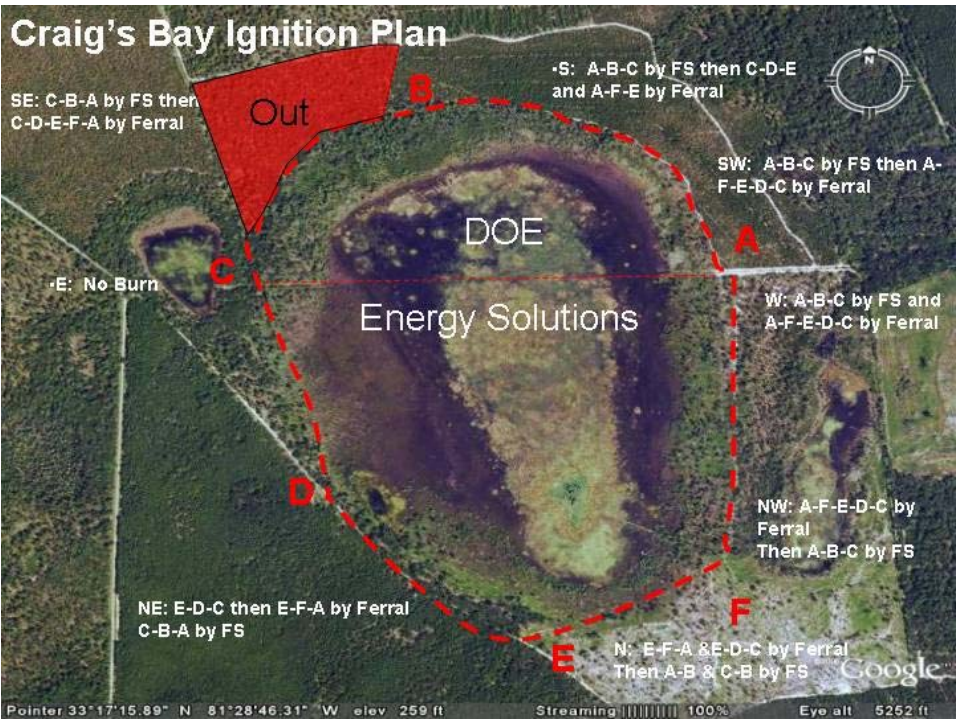 Craig's Bay Ignition Plan
SE: C-B-A by FS then
C-D-E-F-A by Ferral
Out
B
-S: A-B-C by FS then C-D-E
and A-F-E by Ferral
N
SW: A-B-C by FS then A-
F-E-D-C by Ferral
DOE
A
C
-E: No Burn
Energy Solutions
W: A-B-C by FS and
A-F-E-D-C by Ferral
D
NW: A-F-E-D-C by
Ferral
Then A-B-C by FS
NE: E-D-C then E-F-A by Ferral
C-B-A by FS
F
E
N: E-F-A &E-D-C by Ferral
Then A-B & C-B by FS
Google
Pointer 33°17'15.89" N 81°28'46.31" W elev 259 ft Streaming |||||||||| 100% Eye alt 5252 ft